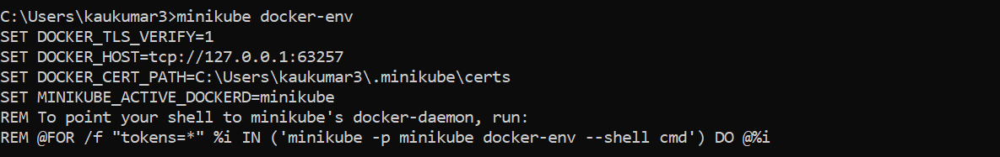 C:\Users\kaukumar3>minikube docker-env
SET DOCKER_TLS_VERIFY=1
SET DOCKER_HOST=tcp://127.0.0.1:63257
SET DOCKER_CERT_PATH=C:\Users\kaukumar3\.minikube\certs
SET MINIKUBE_ACTIVE_DOCKERD=minikube
REM To point your shell to minikube's docker-daemon, run:
REM @FOR /f "tokens=*" %i IN ('minikube -p minikube docker-env --shell cmd') DO @%i